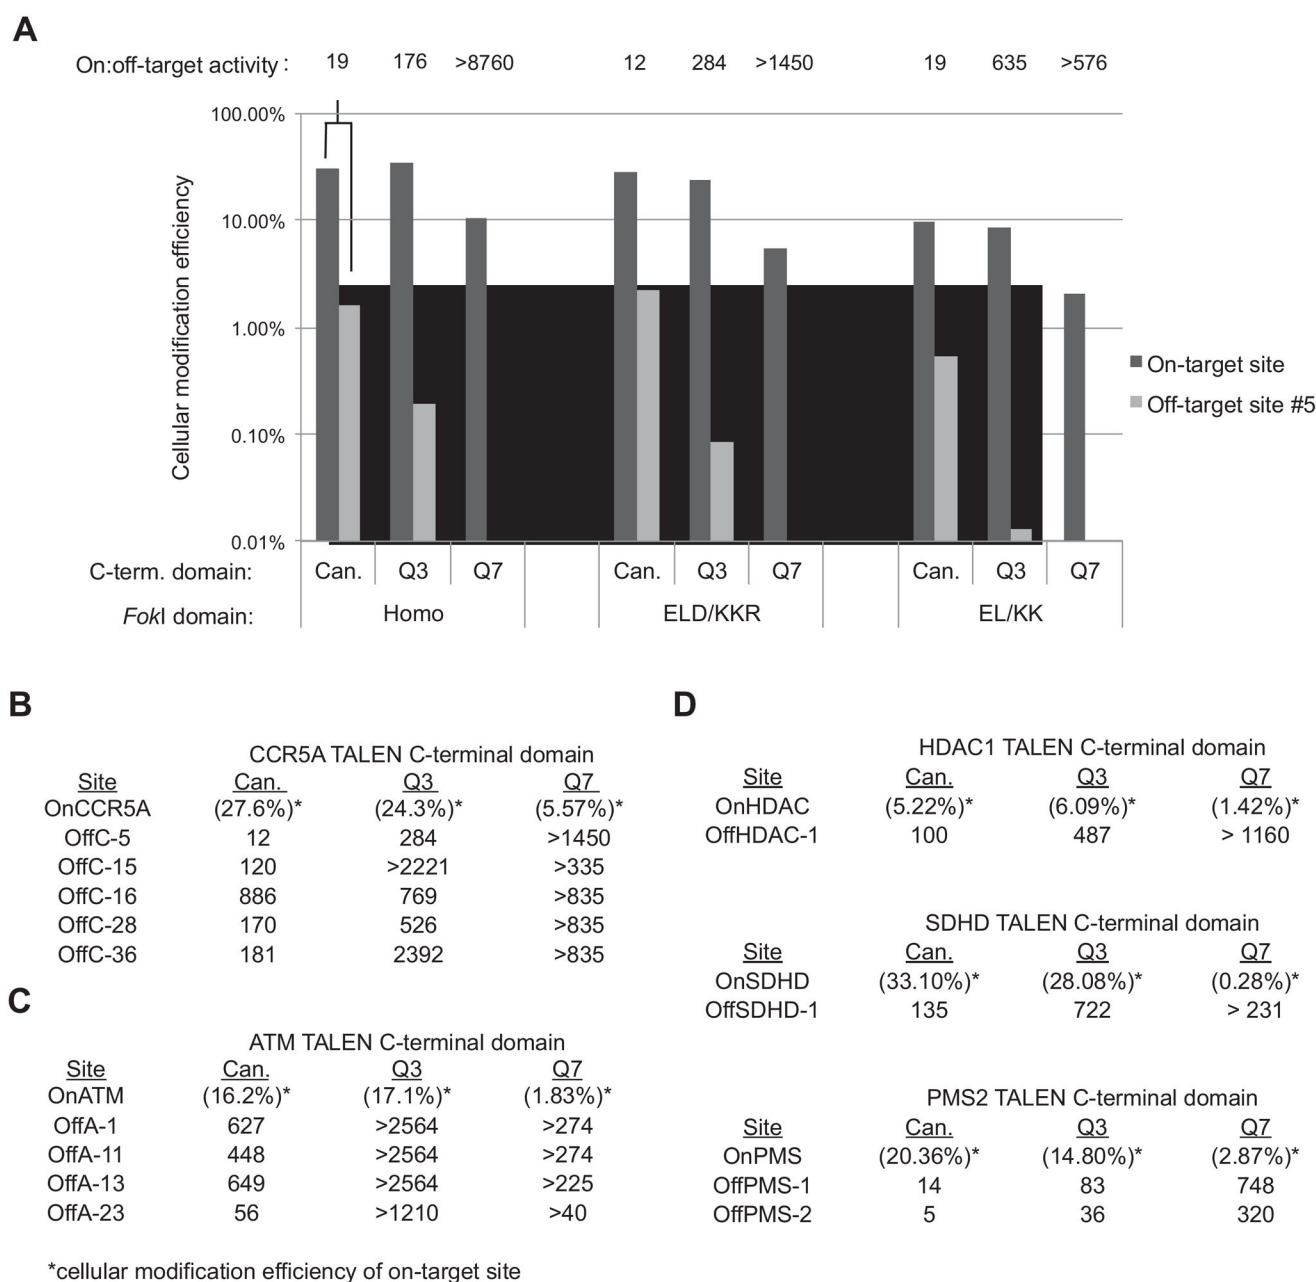 A
On:off-target activity : 19 176 >8760 12 284 >1450 19 635 >576
100.00%
10.00%
1.00%
0.10%
0.01%
Cellular modification efficiency
On-target site
Off-target site #5
C-term. domain: Can. Q3 Q7 Can. Q3 Q7 Can. Q3 Q7
FokI domain: Homo ELD/KKR EL/KK
B
CCR5A TALEN C-terminal domain
Site Can. Q3 Q7
OnCCR5A (27.6%)* (24.3%)* (5.57%)*
OffC-5 12 284 >1450
OffC-15 120 >2221 >335
OffC-16 886 769 >835
OffC-28 170 526 >835
OffC-36 181 2392 >835
C
ATM TALEN C-terminal domain
Site Can. Q3 Q7
OnATM (16.2%)* (17.1%)* (1.83%)*
OffA-1 627 >2564 >274
OffA-11 448 >2564 >274
OffA-13 649 >2564 >225
OffA-23 56 >1210 >40
*cellular modification efficiency of on-target site
D
HDAC1 TALEN C-terminal domain
Site Can. Q3 Q7
OnHDAC (5.22%)* (6.09%)* (1.42%)*
OffHDAC-1 100 487 > 1160
SDHD TALEN C-terminal domain
Site Can. Q3 Q7
OnSDHD (33.10%)* (28.08%)* (0.28%)*
OffSDHD-1 135 722 > 231
PMS2 TALEN C-terminal domain
Site Can. Q3 Q7
OnPMS (20.36%)* (14.80%)* (2.87%)*
OffPMS-1 14 83 748
OffPMS-2 5 36 320